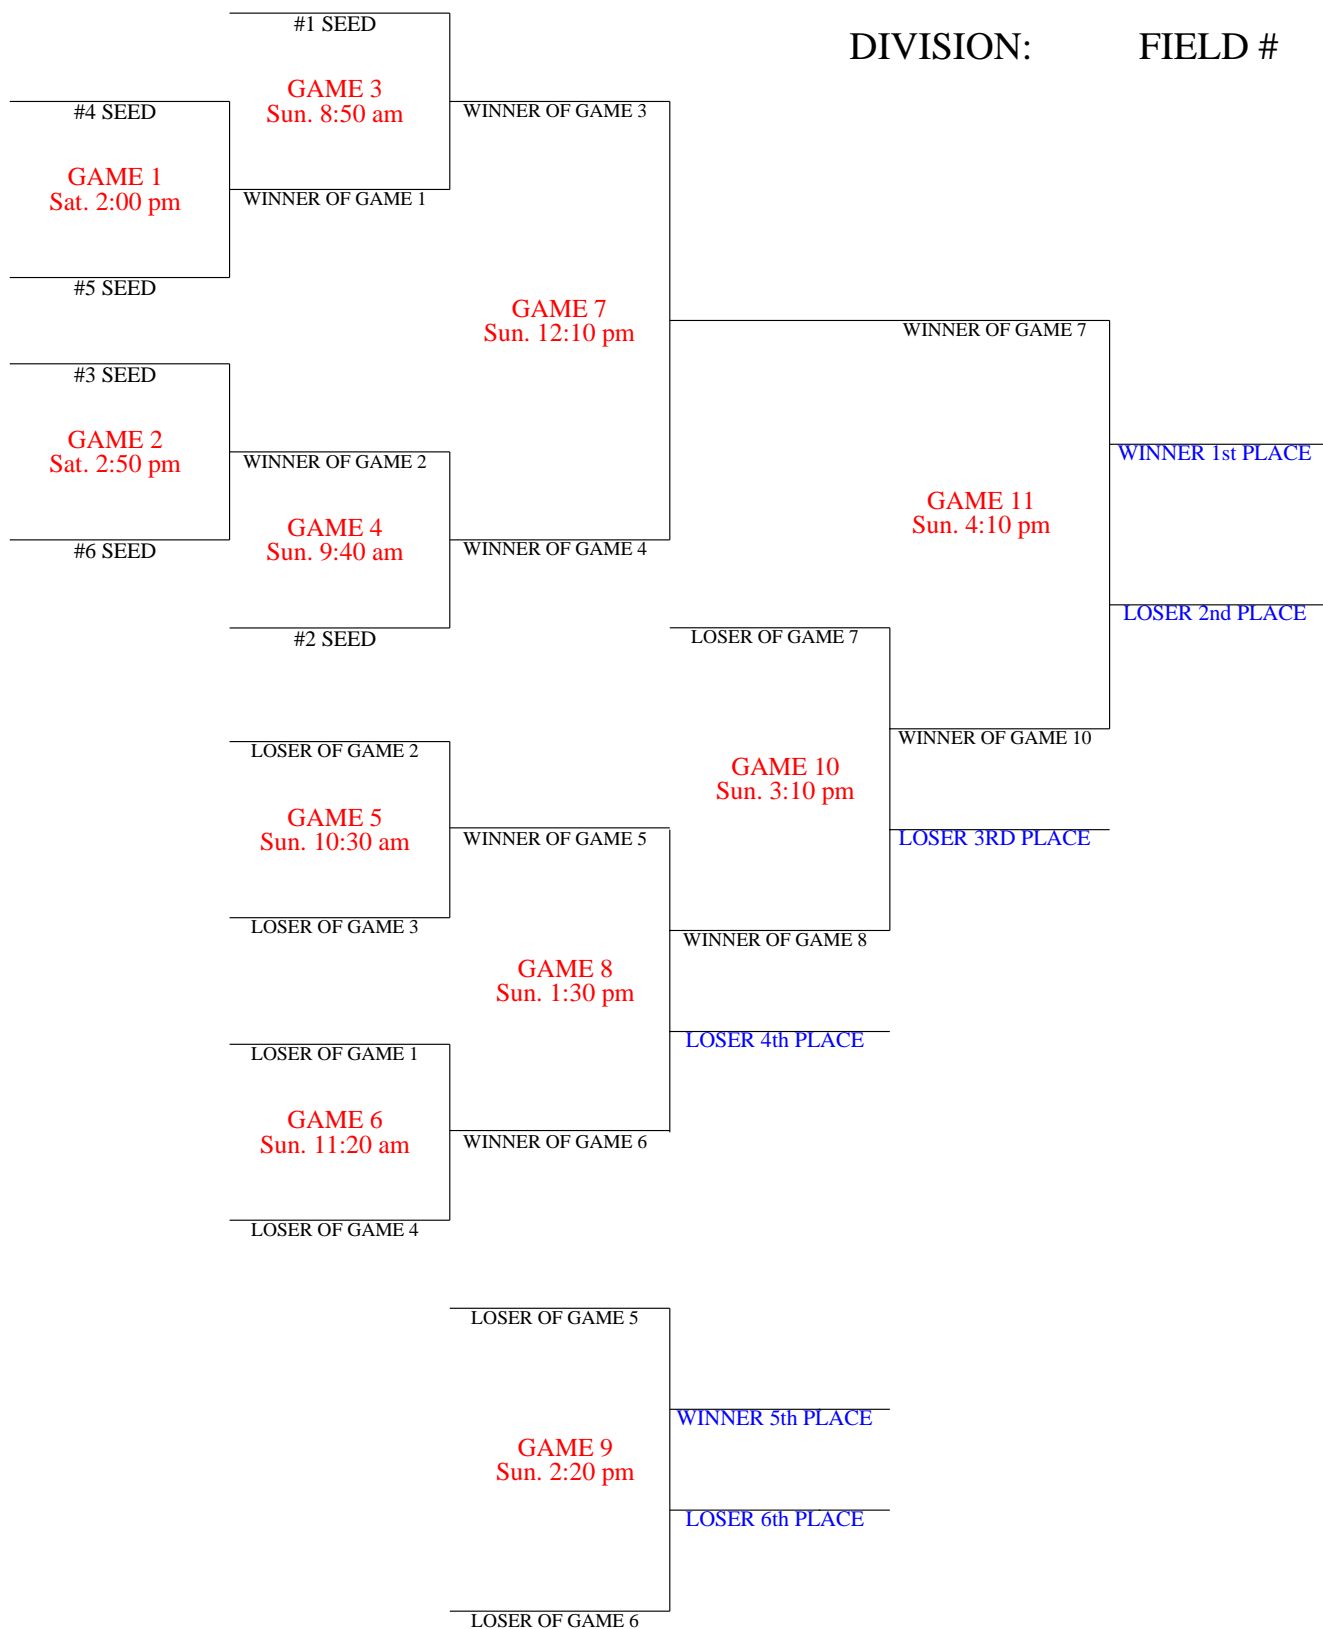 #1 SEED
DIVISION: FIELD #
GAME 3
Sun. 8:50 am
#4 SEED
WINNER OF GAME 3
GAME 1
Sat. 2:00 pm
WINNER OF GAME 1
#5 SEED
GAME 7
Sun. 12:10 pm
WINNER OF GAME 7
#3 SEED
GAME 2
Sat. 2:50 pm
WINNER OF GAME 2
WINNER 1st PLACE
GAME 11
Sun. 4:10 pm
GAME 4
Sun. 9:40 am
#6 SEED
WINNER OF GAME 4
LOSER 2nd PLACE
#2 SEED
LOSER OF GAME 7
WINNER OF GAME 10
LOSER OF GAME 2
GAME 10
Sun. 3:10 pm
GAME 5
Sun. 10:30 am
WINNER OF GAME 5
LOSER 3RD PLACE
LOSER OF GAME 3
WINNER OF GAME 8
GAME 8
Sun. 1:30 pm
LOSER 4th PLACE
LOSER OF GAME 1
GAME 6
Sun. 11:20 am
WINNER OF GAME 6
LOSER OF GAME 4
LOSER OF GAME 5
WINNER 5th PLACE
GAME 9
Sun. 2:20 pm
LOSER 6th PLACE
LOSER OF GAME 6